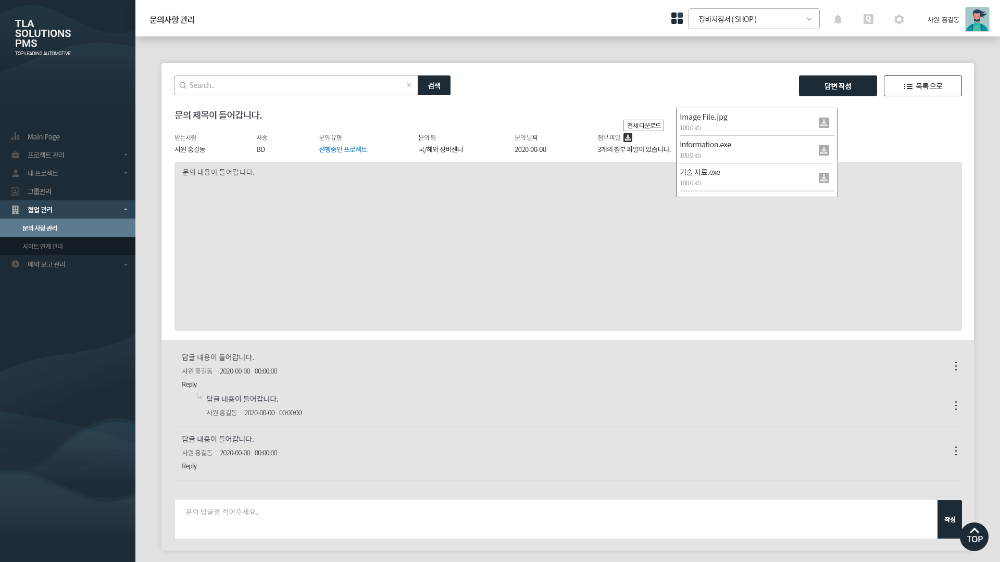 TLA
SOLUTIONS
PMS
TOP LEADING AUTOMOTIVE
Main Page
프로젝트 관리
내 프로젝트
그룹관리
협업 관리
문의 사항 관리
사이트 연계 관리
예약 보고 관리
문의사항 관리
정비지침서 ( SHOP )
Q
사원 홍길동
Search..
검색
답변 작성
목록 으로
문의 제목이 들어갑니다.
전체 다운로드
받는사람 차종 문의 유형 문의 팀 문의 날짜 첨부 파일
사원 홍길동 BD 진행중인 프로젝트 국/해외 정비센터 2020-00-00 3개의 첨부 파일이 있습니다.
Image File.jpg
100.0 kb
Information.exe
100.0 kb
기술 자료.exe
100.0 kb
문의 내용이 들어갑니다.
답글 내용이 들어갑니다.
사원 홍길동 2020-00-00 00:00:00
Reply
답글 내용이 들어갑니다.
사원 홍길동 2020-00-00 00:00:00
답글 내용이 들어갑니다.
사원 홍길동 2020-00-00 00:00:00
Reply
문의 답글을 적어주세요..
작성
TOP